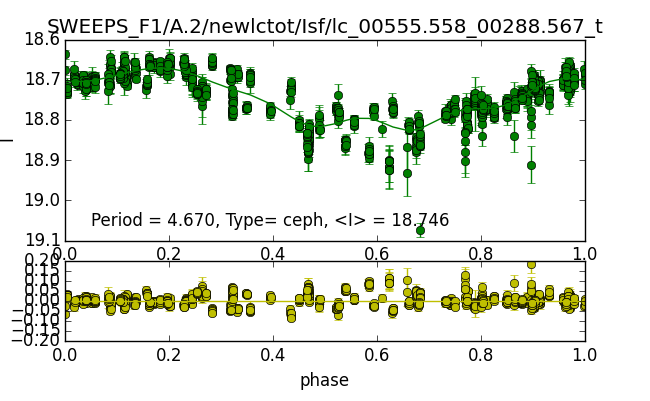 SWEEPS_F1/A.2/newlctot/Isf/lc_00555.558_00288.567_t
18.6
18.7
18.8
18.9
19.0
19.1
I
Period = 4.670, Type= ceph, <I> = 18.746
0.0 0.2 0.4 0.6 0.8 1.0
0.20
0.15
0.10
0.05
0.00
−0.05
−0.10
−0.15
−0.20
0.0 0.2 0.4 0.6 0.8 1.0
phase